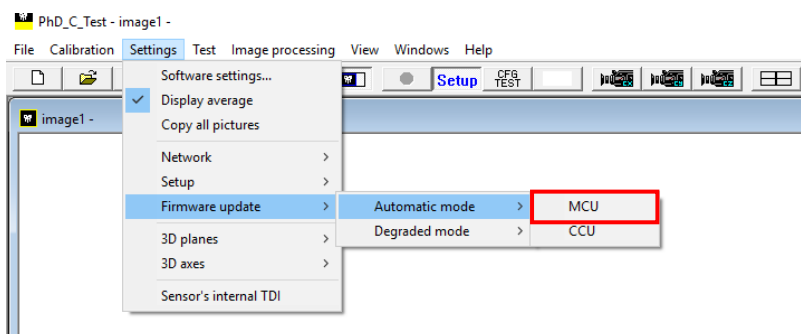 PhD_C_Test - image1 -
File Calibration Settings Test Image processing View Windows Help
Setup CFG TEST
image1 -
Software settings...
Display average
Copy all pictures
Network
Setup
Firmware update
3D planes
3D axes
Sensor's internal TDI
Automatic mode
Degraded mode
MCU
CCU